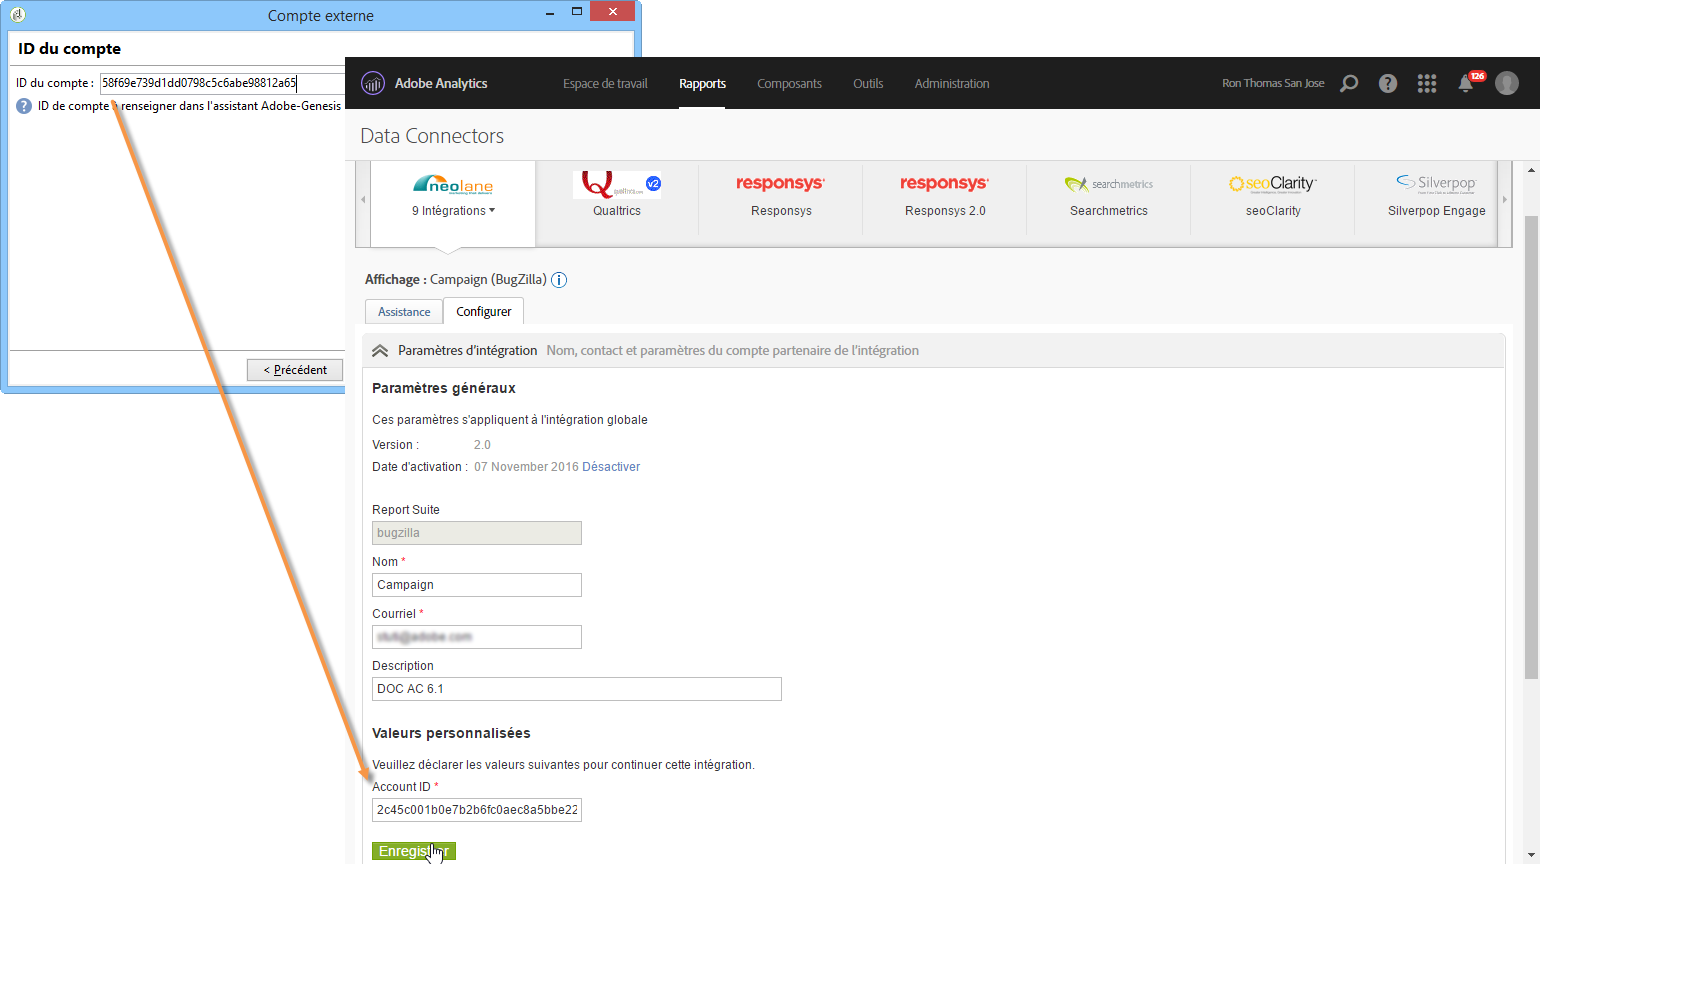 Compte externe
ID du compte
ID du compte : 58f69e739d1dd0798c5c6abe98812a65
ID de compte renseigner dans l'assistant Adobe-Genesis
< Précédent
Adobe Analytics Espace de travail Rapports Composants Outils Administration Ron Thomas San Jose 126
Data Connectors
neolane
9 Intégrations
Qualtrics
v2
responsys
Responsys
responsys
Responsys 2.0
searchmetrics
Searchmetrics
seoClarity
seoClarity
Silverpop
Silverpop Engage
Affichage : Campaign (BugZilla)
Assistance Configurer
Paramètres d'intégration Nom, contact et paramètres du compte partenaire de l'intégration
Paramètres généraux
Ces paramètres s'appliquent à l'intégration globale
Version : 2.0
Date d'activation : 07 November 2016 Désactiver
Report Suite
bugzilla
Nom *
Campaign
Courriel *
Description
DOC AC 6.1
Valeurs personnalisées
Veuillez déclarer les valeurs suivantes pour continuer cette intégration.
Account ID *
2c45c001b0e7b2b6fc0aec8a5bbe22
Enregistrer